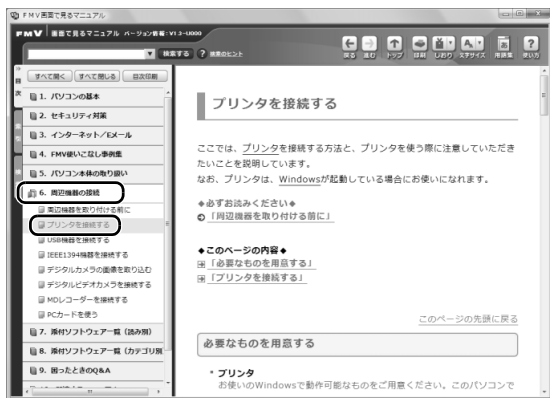 FMV画面で見るマニュアル
FMV 画面で見るマニュアル バージョン情報:V1.3-U000
検索する ? 検索のヒント
戻る 進む トップ 印刷 しおり 文字サイズ 用語集 使い方
すべて開く すべて閉じる 目次印刷
目次
1. パソコンの基本
2. セキュリティ対策
3. インターネット/Eメール
4. FMV使いこなし事例集
5. パソコン本体の取り扱い
6. 周辺機器の接続
周辺機器を取り付ける前に
プリンタを接続する
USB機器を接続する
IEEE1394機器を接続する
デジタルカメラの画像を取り込む
デジタルビデオカメラを接続する
MDレコーダーを接続する
PCカードを使う
7. 添付ソフトウェア一覧(読み別)
8. 添付ソフトウェア一覧(カテゴリ別
9. 困ったときのQ&A
プリンタを接続する
ここでは、プリンタを接続する方法と、プリンタを使う際に注意していただき
たいことを説明しています。
なお、プリンタは、Windowsが起動している場合にお使いになれます。
◆必ずお読みください◆
「周辺機器を取り付ける前に」
◆このページの内容◆
「必要なものを用意する」
「プリンタを接続する」
このページの先頭に戻る
必要なものを用意する
プリンタ
お使いのWindowsで動作可能なものをご用意ください。このパソコンで